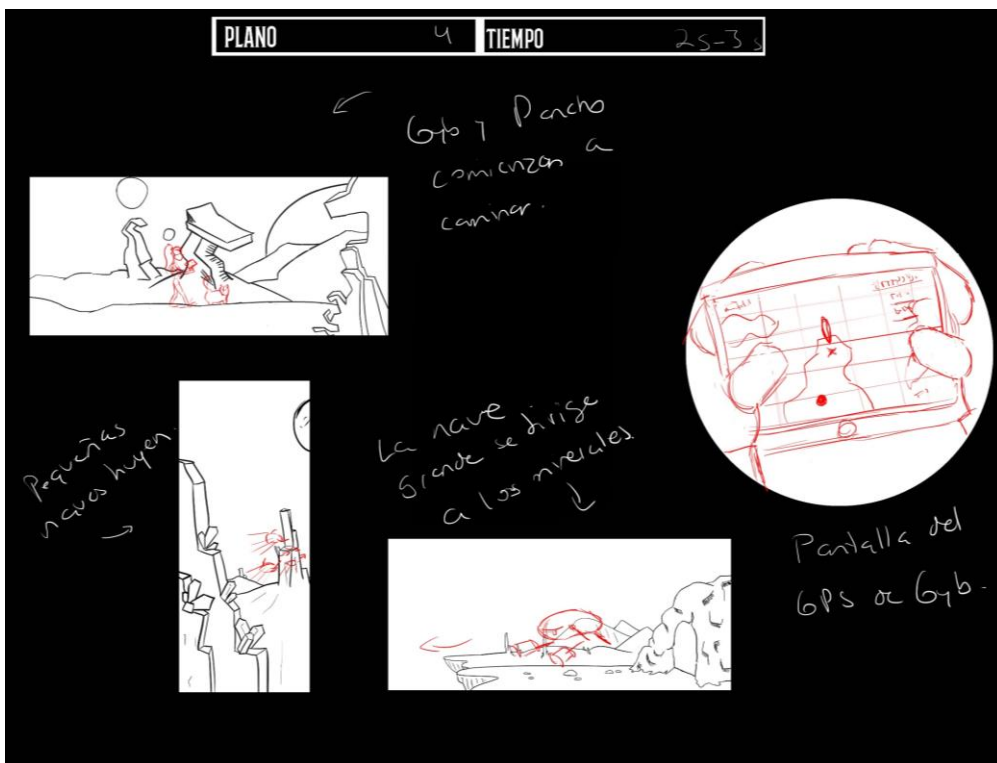 PLANO 4 TIEMPO 2s-3s
Gyb y Pancho
comienzan a
caminar.
Pequeñas
naves huyen.
La nave
grande se dirige
a los minerales.
Pantalla del
GPS de Gyb.